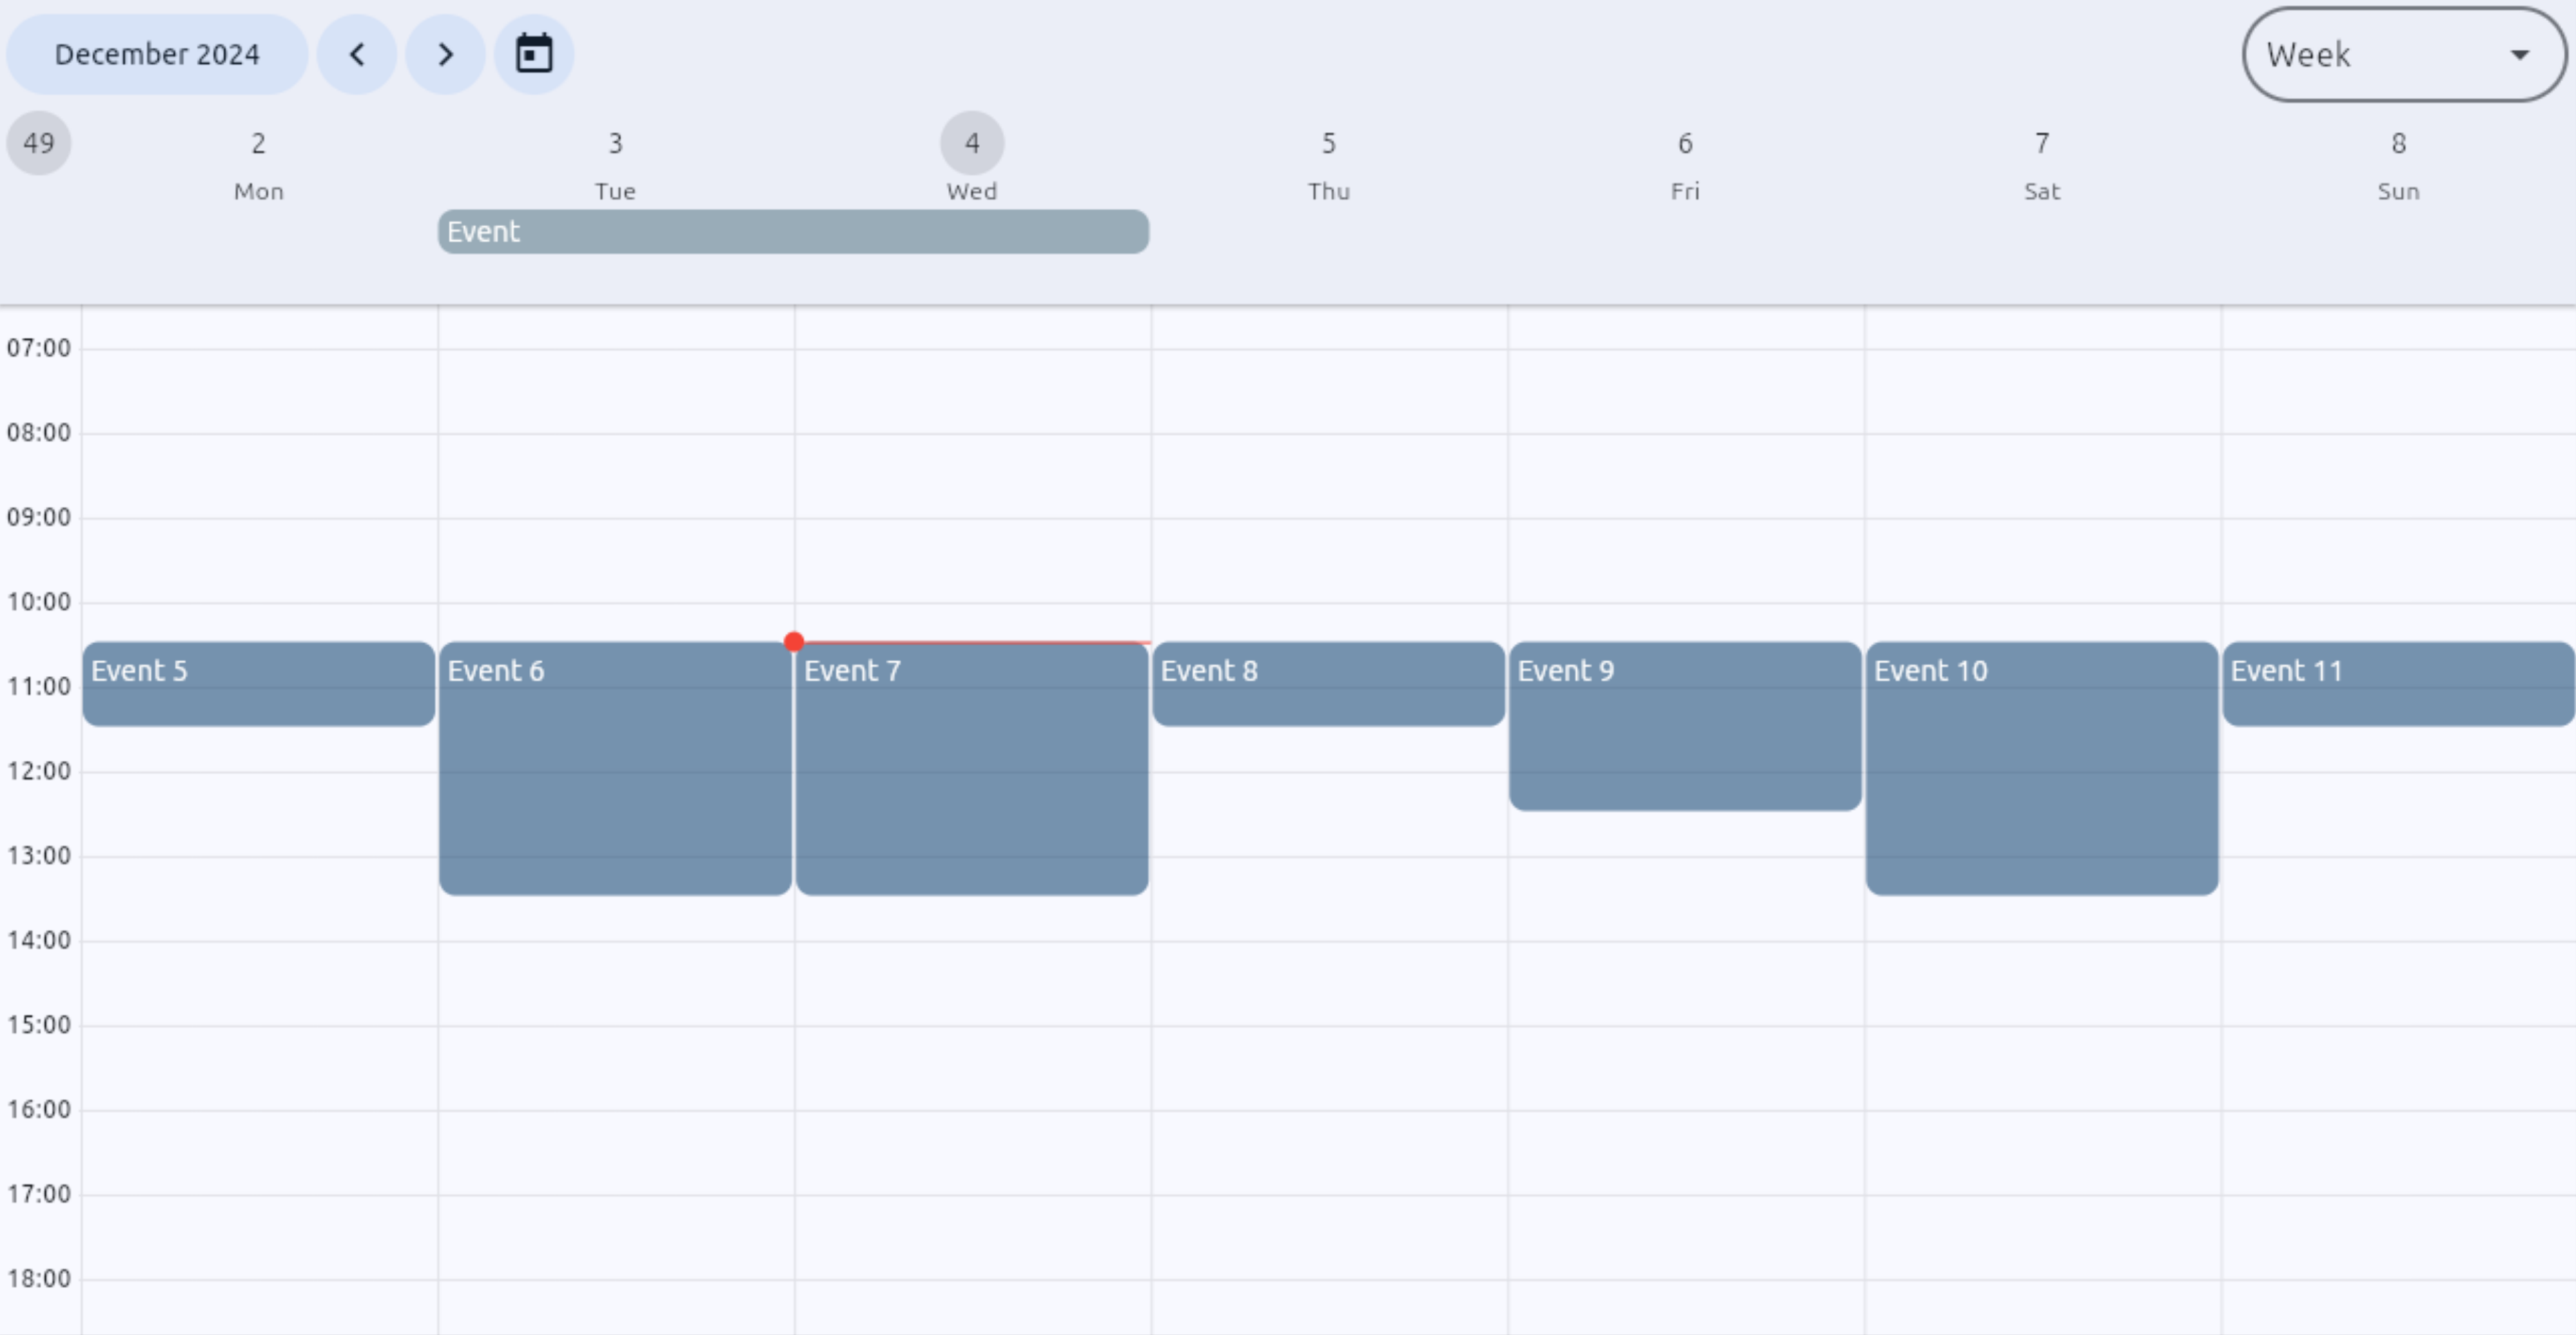 December 2024
Week
49 2 3 4 5 6 7 8
Mon Tue Wed Thu Fri Sat Sun
Event
07:00
08:00
09:00
10:00
Event 5 Event 6 Event 7 Event 8 Event 9 Event 10 Event 11
11:00
12:00
13:00
14:00
15:00
16:00
17:00
18:00